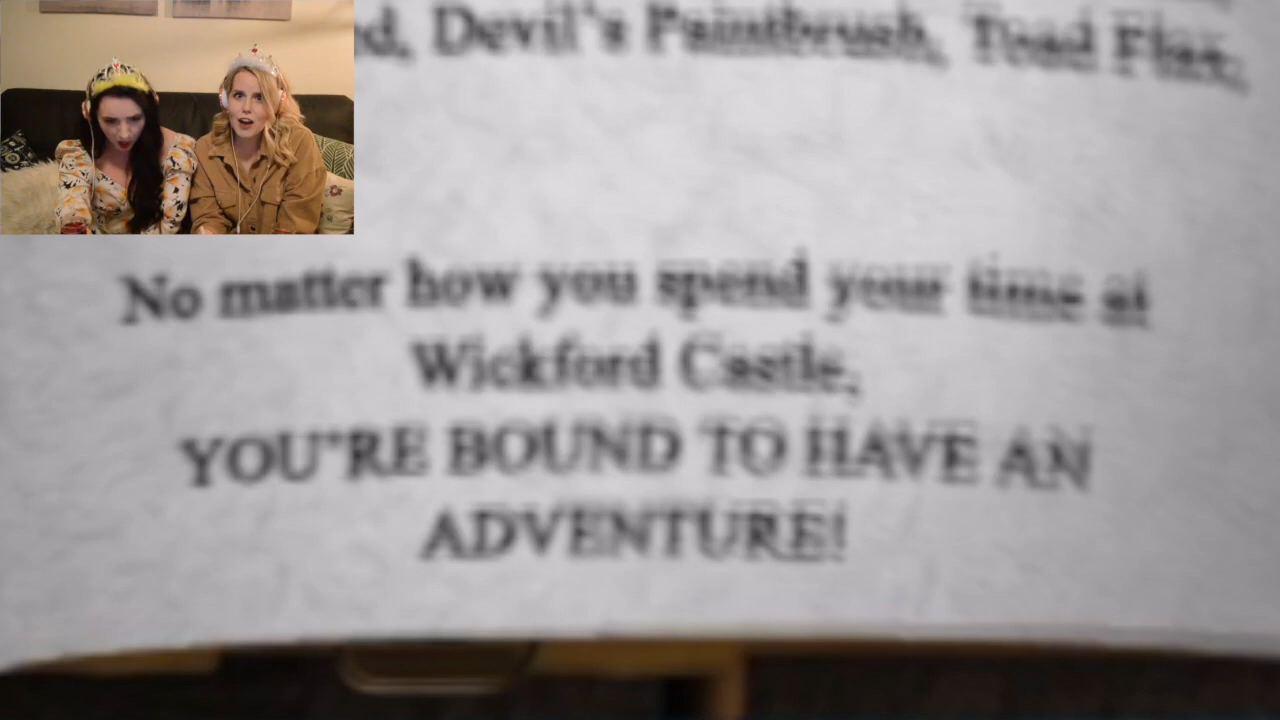 Devil's Paintbrush, Toad Flax,
No matter how you spend your time at
Wickford Castle,
YOU'RE BOUND TO HAVE AN
ADVENTURE!